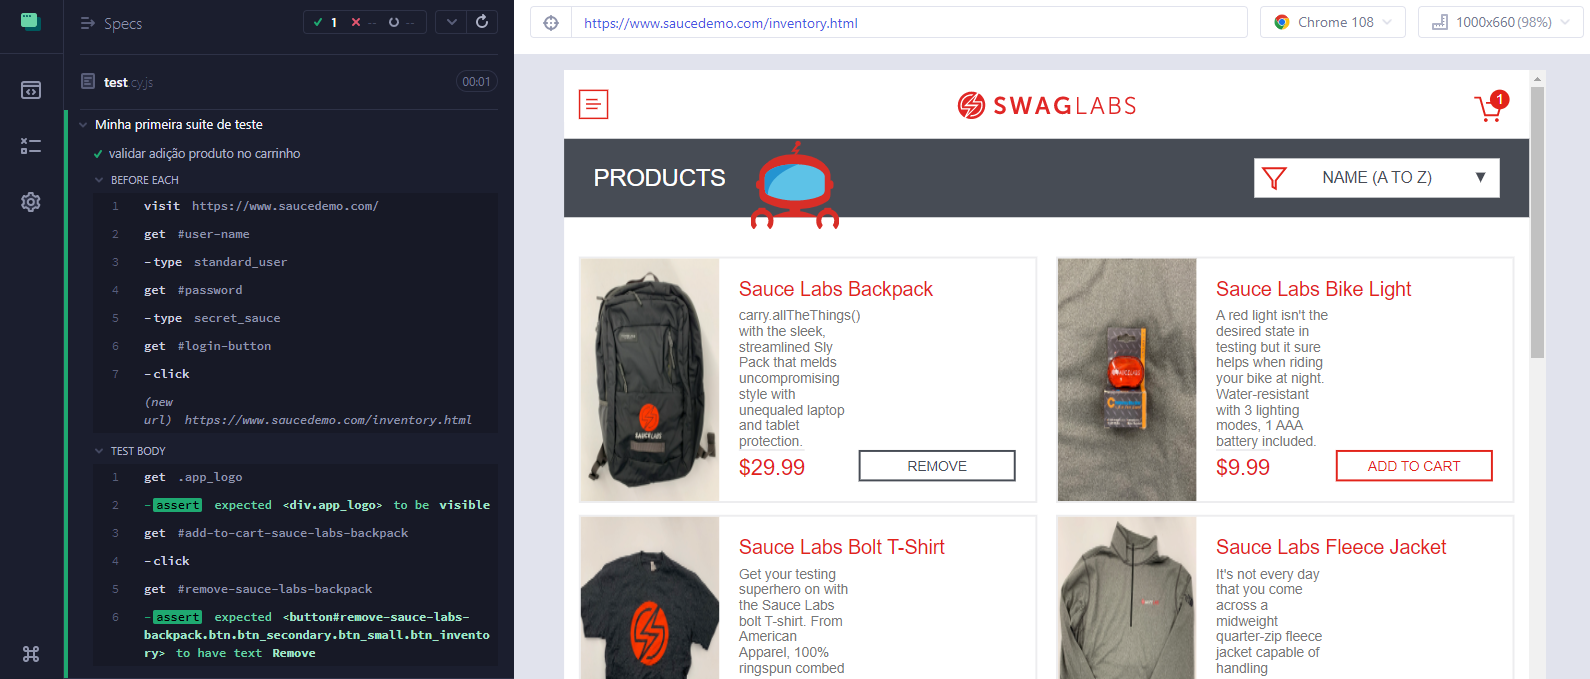 Specs
1 -- --
test cy.js
00:01
Minha primeira suite de teste
validar adição produto no carrinho
BEFORE EACH
1 visit https://www.saucedemo.com/
2 get #user-name
3 -type standard_user
4 get #password
5 -type secret_sauce
6 get #login-button
7 -click
(new
url) https://www.saucedemo.com/inventory.html
TEST BODY
1 get .app_logo
2 -assert expected <div.app_logo> to be visible
3 get #add-to-cart-sauce-labs-backpack
4 -click
5 get #remove-sauce-labs-backpack
6 -assert expected <button#remove-sauce-labs-
backpack.btn.btn_secondary.btn_small.btn_invento
ry> to have text Remove
https://www.saucedemo.com/inventory.html
Chrome 108
1000x660 (98%)
SWAGLABS
1
PRODUCTS
NAME (A TO Z)
Sauce Labs Backpack
carry.allTheThings()
with the sleek,
streamlined Sly
Pack that melds
uncompromising
style with
unequaled laptop
and tablet
protection.
$29.99
REMOVE
SAUCELABS
Sauce Labs Bike Light
A red light isn't the
desired state in
testing but it sure
helps when riding
your bike at night.
Water-resistant
with 3 lighting
modes, 1 AAA
battery included.
$9.99
ADD TO CART
SAUCELABS
Sauce Labs Bolt T-Shirt
Get your testing
superhero on with
the Sauce Labs
bolt T-shirt. From
American
Apparel, 100%
ringspun combed
Sauce Labs Fleece Jacket
It's not every day
that you come
across a
midweight
quarter-zip fleece
jacket capable of
handling